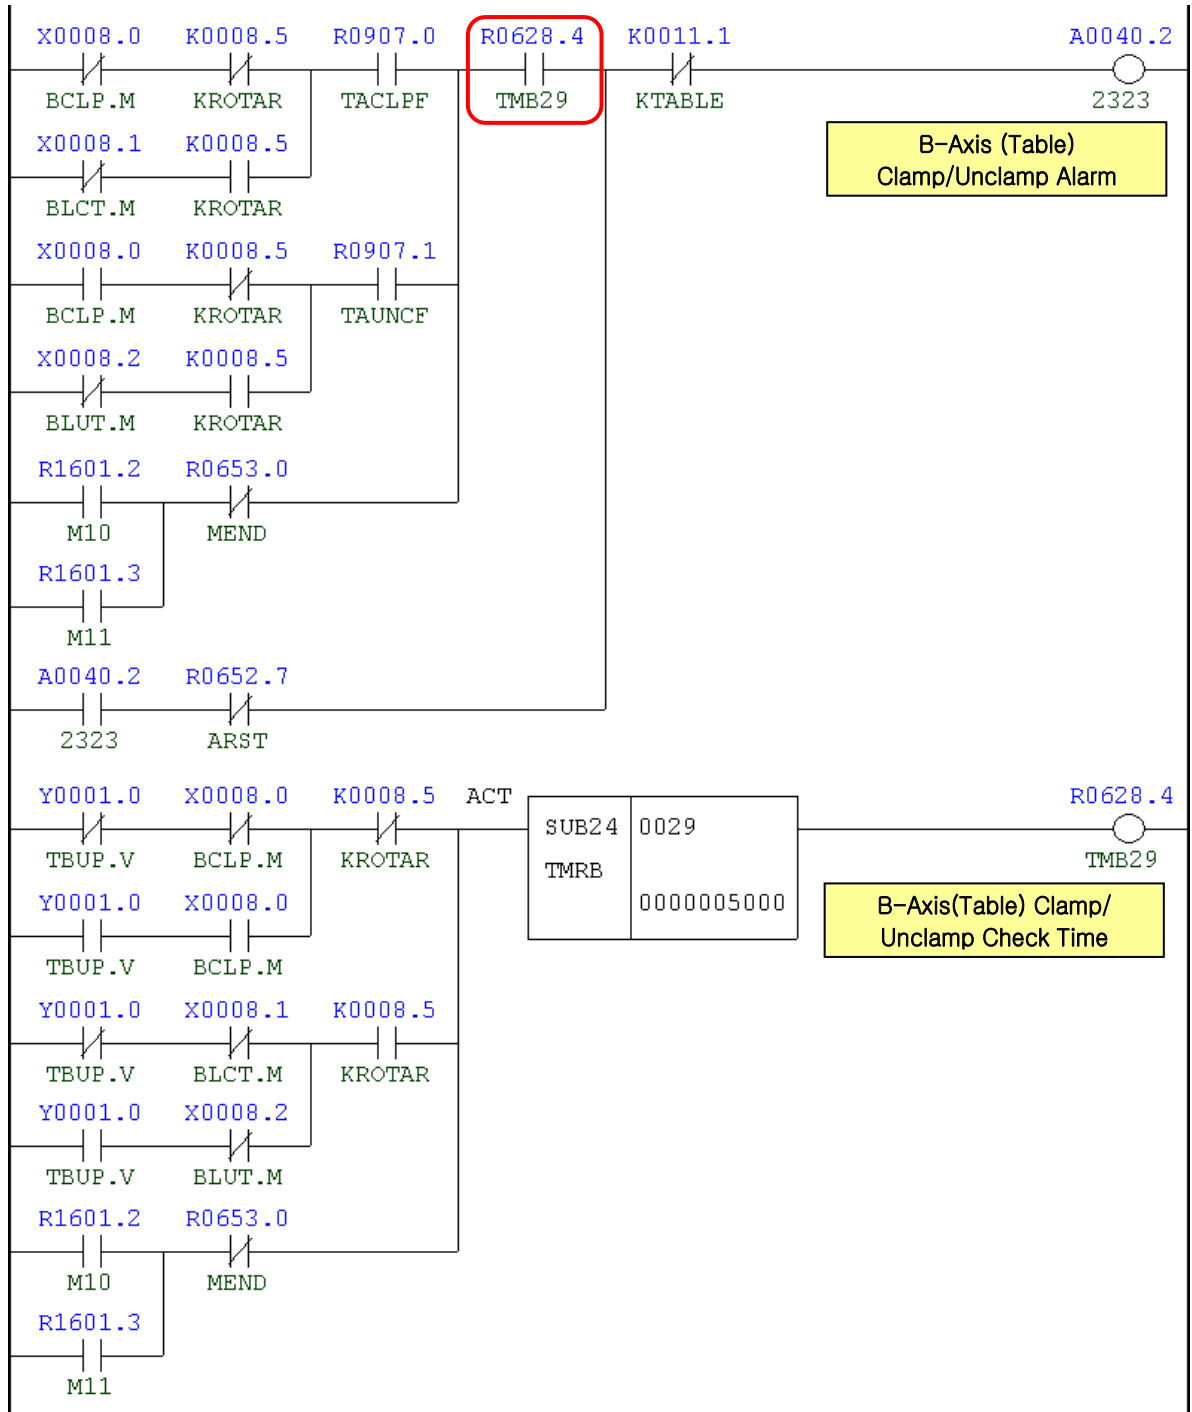 X0008.0 K0008.5 R0907.0 R0628.4 K0011.1 A0040.2
BCLP.M KROTAR TACLPF TMB29 KTABLE 2323
X0008.1 K0008.5
B-Axis (Table)
Clamp/Unclamp Alarm
BLCT.M KROTAR
X0008.0 K0008.5 R0907.1
BCLP.M KROTAR TAUNCF
X0008.2 K0008.5
BLUT.M KROTAR
R1601.2 R0653.0
M10 MEND
R1601.3
M11
A0040.2 R0652.7
2323 ARST
Y0001.0 X0008.0 K0008.5 ACT R0628.4
SUB24 0029
TBUP.V BCLP.M KROTAR TMRB TMB29
Y0001.0 X0008.0 0000005000
B-Axis(Table) Clamp/
Unclamp Check Time
TBUP.V BCLP.M
Y0001.0 X0008.1 K0008.5
TBUP.V BLCT.M KROTAR
Y0001.0 X0008.2
TBUP.V BLUT.M
R1601.2 R0653.0
M10 MEND
R1601.3
M11